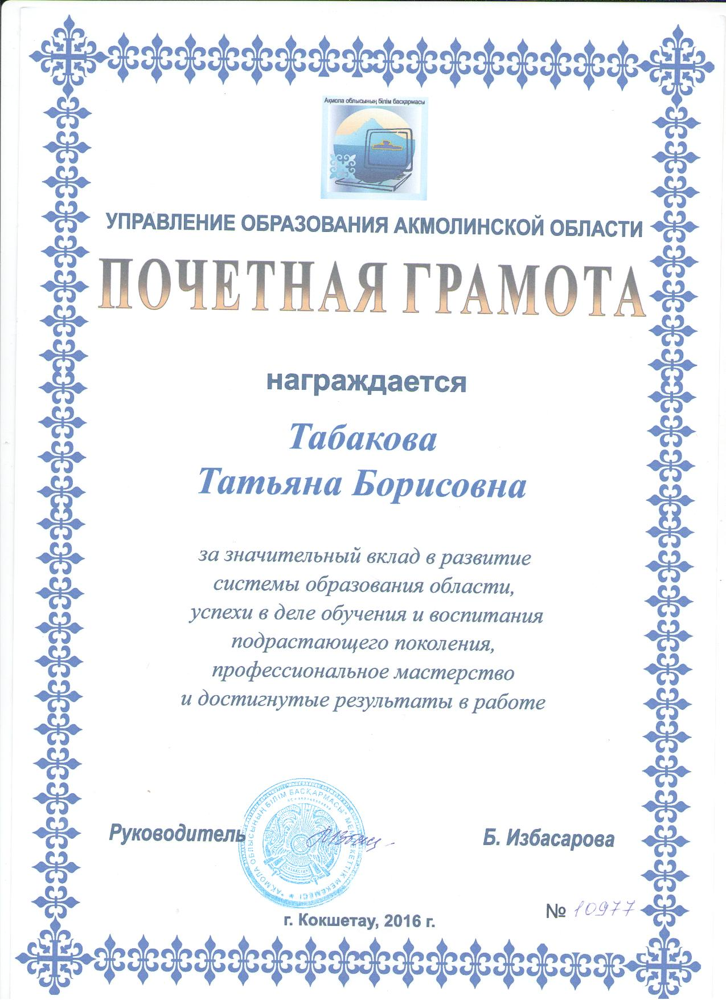 Ақмола облысының білім басқармасы
УПРАВЛЕНИЕ ОБРАЗОВАНИЯ АКМОЛИНСКОЙ ОБЛАСТИ
ПОЧЕТНАЯ ГРАМОТА
награждается
Табакова
Татьяна Борисовна
за значительный вклад в развитие
системы образования области,
успехи в деле обучения и воспитания
подрастающего поколения,
профессиональное мастерство
и достигнутые результаты в работе
Руководитель
"АҚМОЛА ОБЛЫСЫНЫҢ БІЛІМ БАСҚАРМАСЫ" МЕМЛЕКЕТТІК МЕКЕМЕСІ
Б. Избасарова
№ 10977
г. Кокшетау, 2016 г.